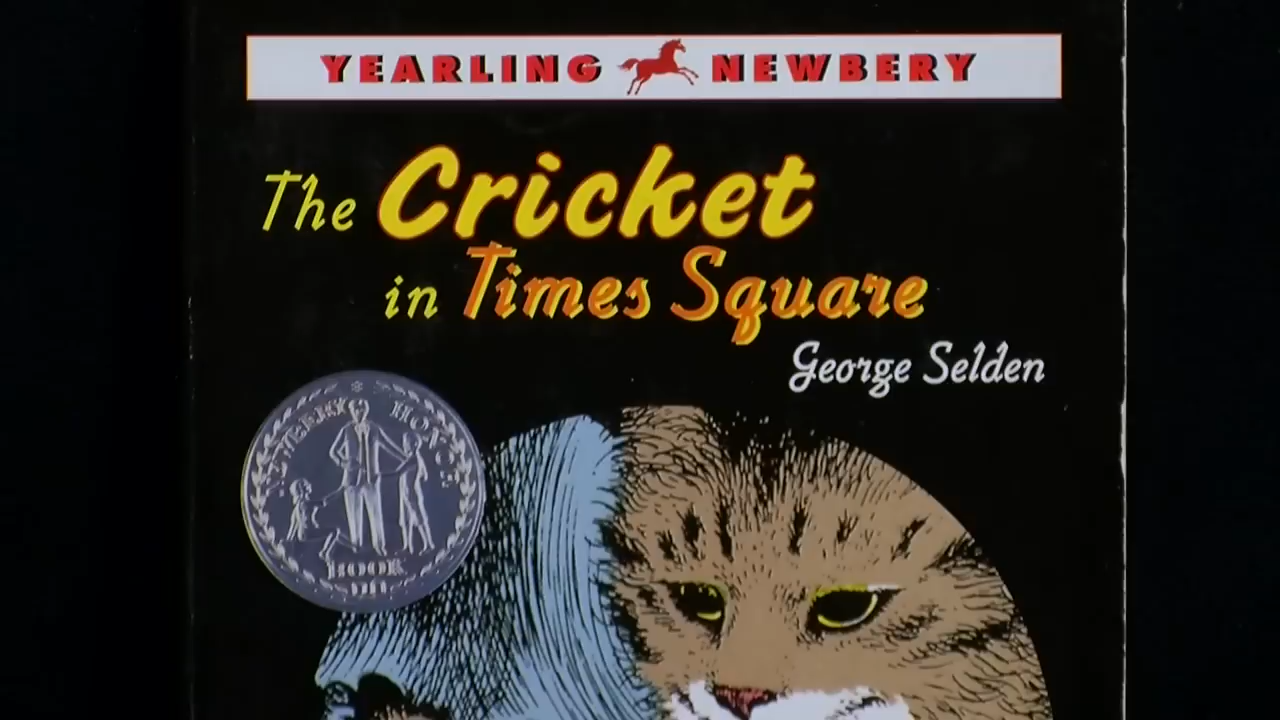 YEARLING NEWBERY
The Cricket
in Times Square
George Selden
NEWBERY HONOR
BOOK